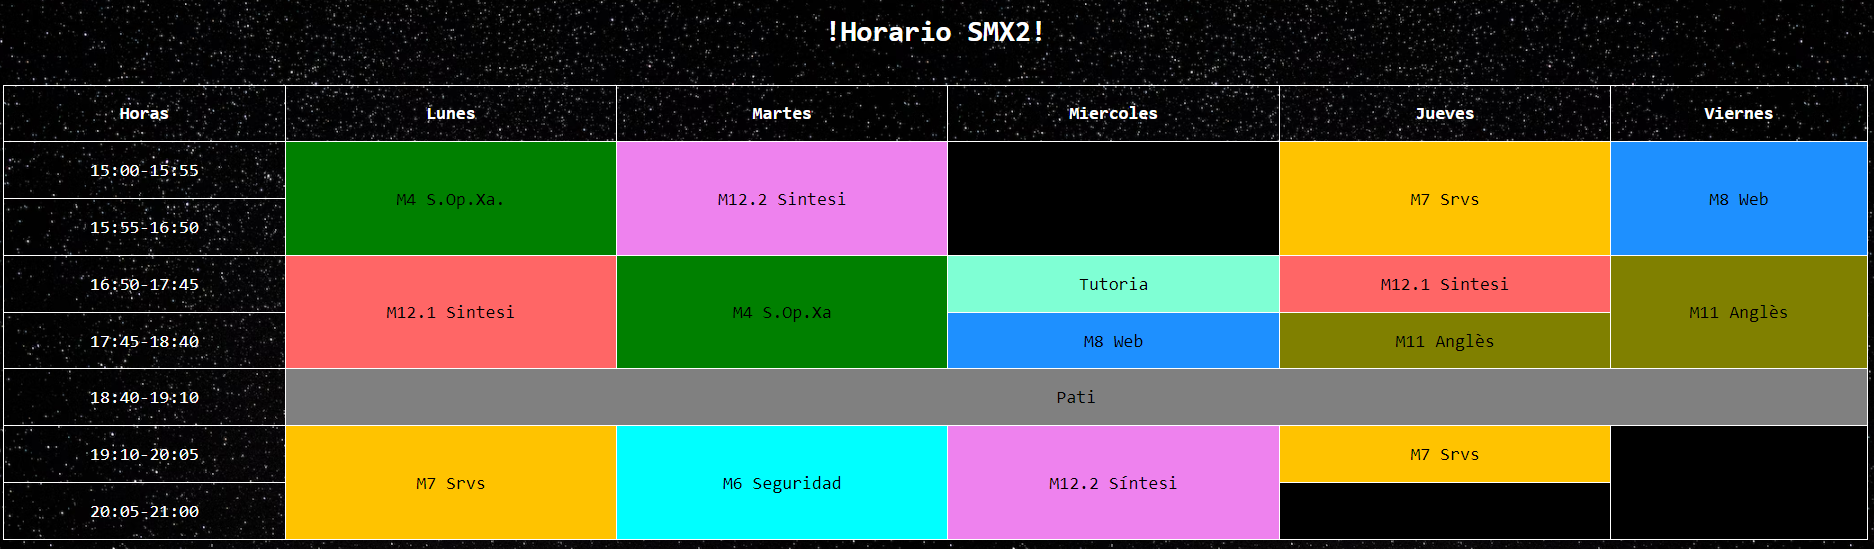 !Horario SMX2!
Horas Lunes Martes Miercoles Jueves Viernes
15:00-15:55
M4 S.Op.Xa. M12.2 Sintesi M7 Srvs M8 Web
15:55-16:50
16:50-17:45 Tutoria M12.1 Sintesi
M12.1 Sintesi M4 S.Op.Xa M11 Anglès
17:45-18:40 M8 Web M11 Anglès
18:40-19:10 Pati
19:10-20:05 M7 Srvs
M7 Srvs M6 Seguridad M12.2 Síntesi
20:05-21:00